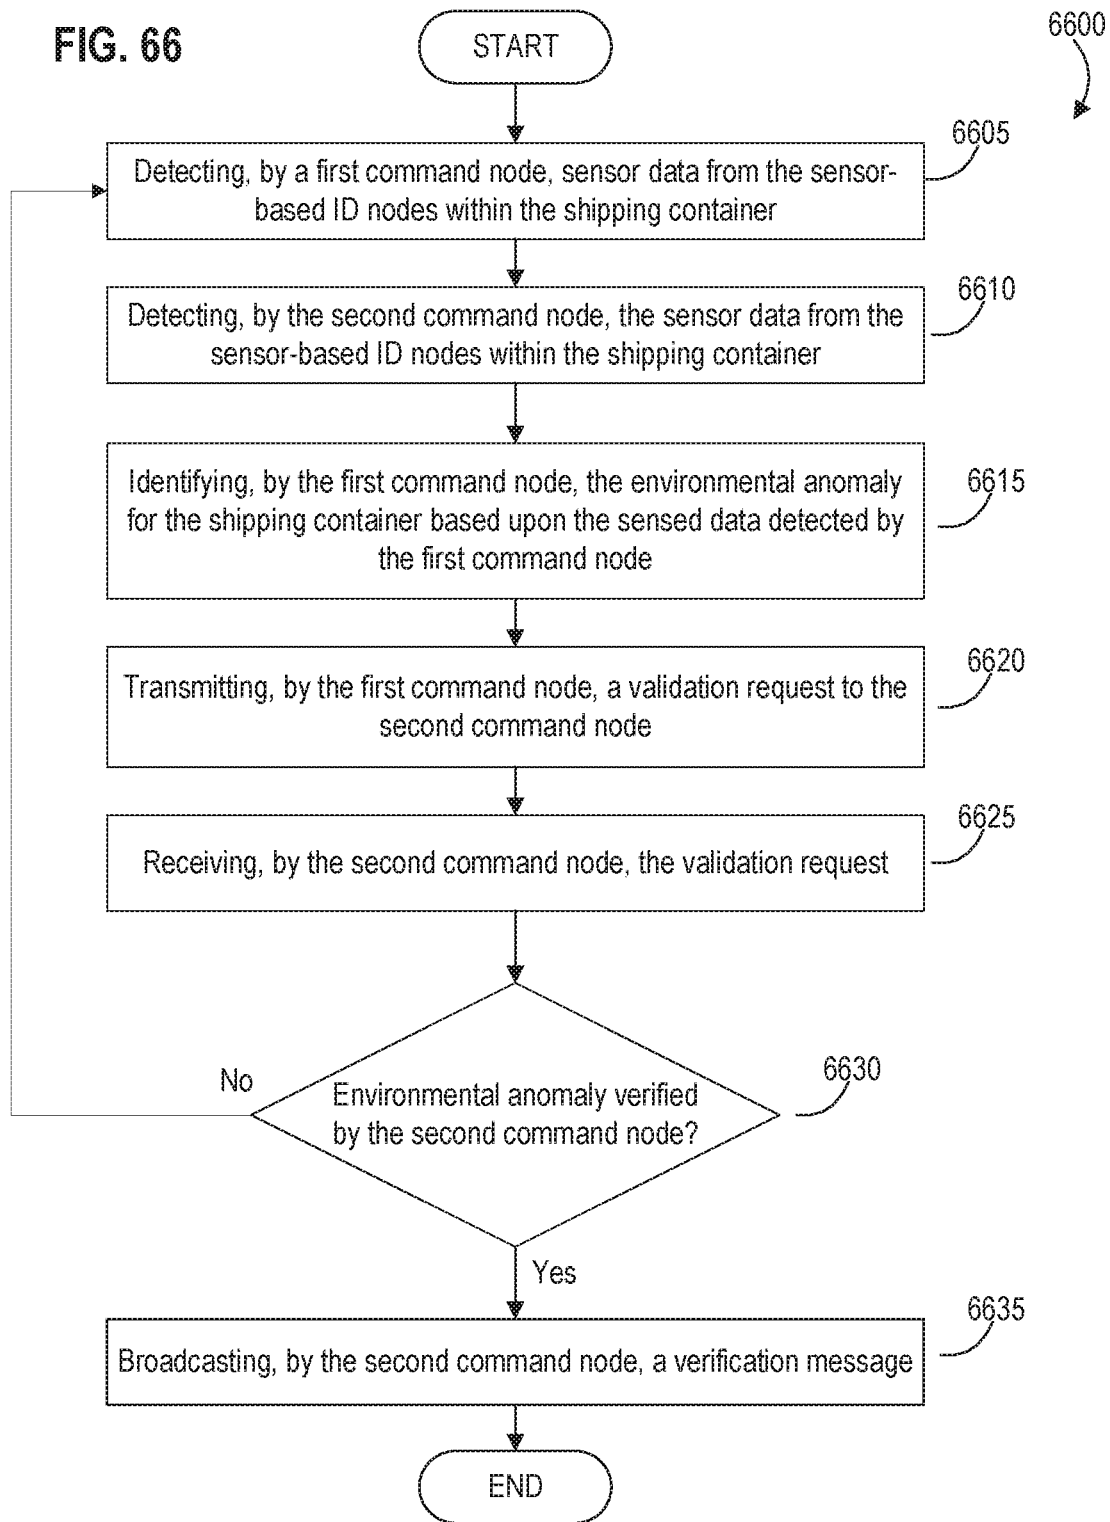 FIG. 66
START
6600
6605
Detecting, by a first command node, sensor data from the sensor-
based ID nodes within the shipping container
6610
Detecting, by the second command node, the sensor data from the
sensor-based ID nodes within the shipping container
6615
Identifying, by the first command node, the environmental anomaly
for the shipping container based upon the sensed data detected by
the first command node
6620
Transmitting, by the first command node, a validation request to the
second command node
6625
Receiving, by the second command node, the validation request
6630
No
Environmental anomaly verified
by the second command node?
Yes
6635
Broadcasting, by the second command node, a verification message
END